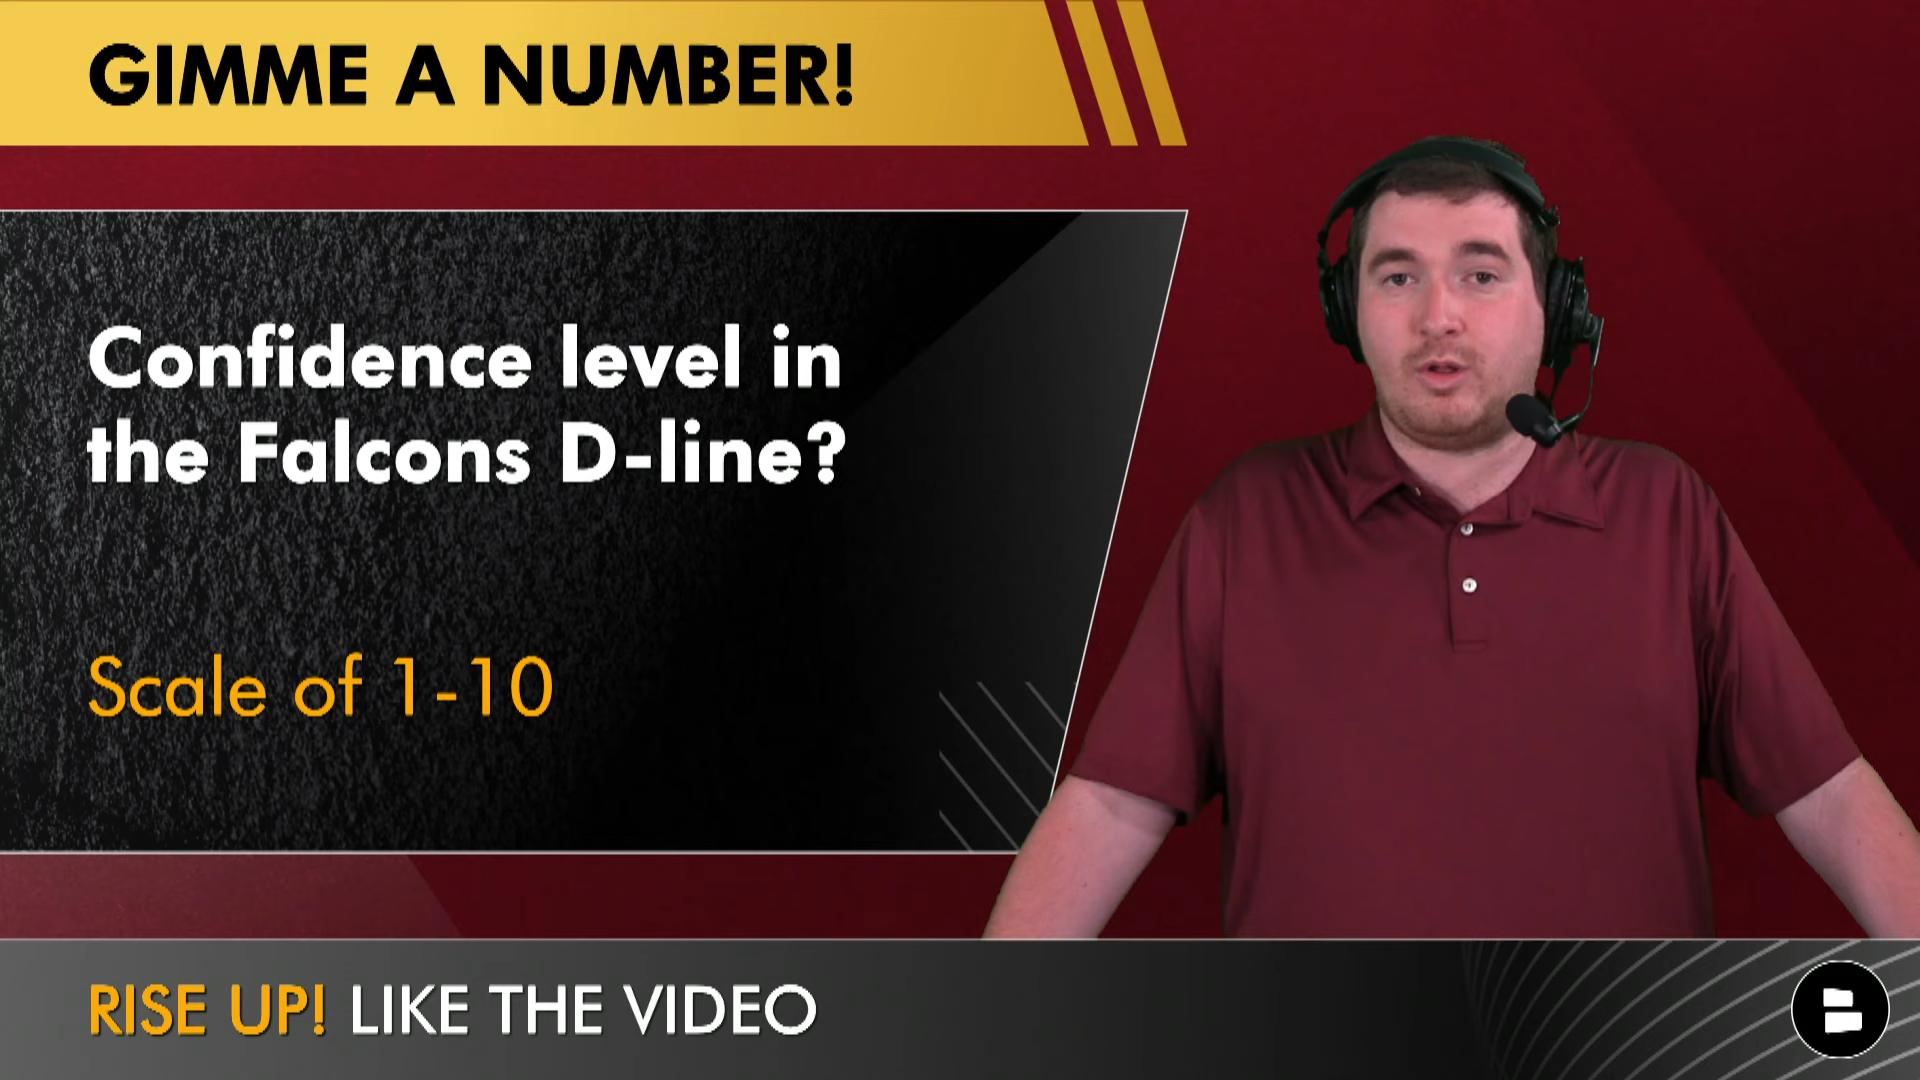 GIMME A NUMBER!
Confidence level in
the Falcons D-line?
Scale of 1-10
RISE UP! LIKE THE VIDEO